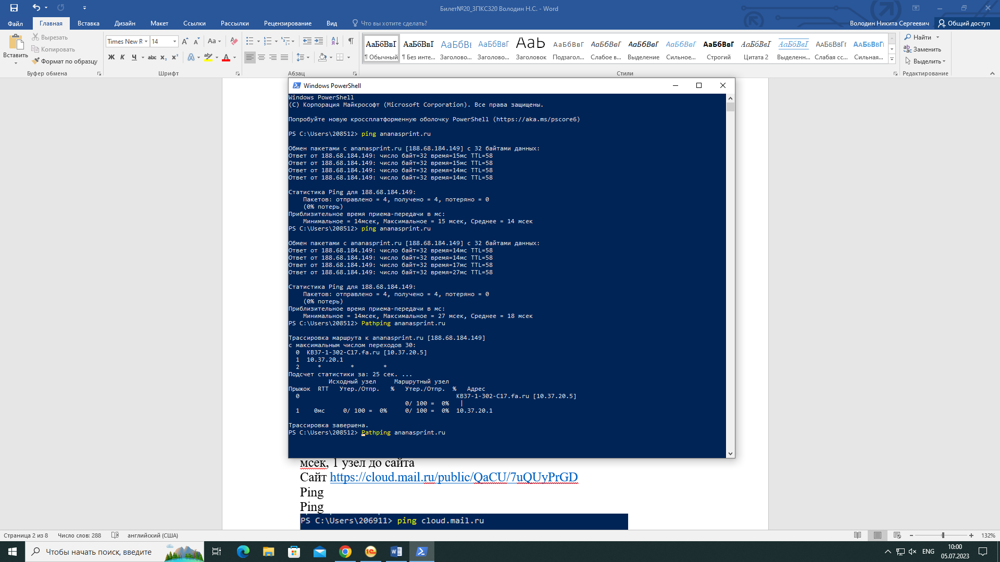 Билет№20_3ПКС320 Володин Н.С. - Word
Файл Главная Вставка Дизайн Макет Ссылки Рассылки Рецензирование Вид Что вы хотите сделать? Володин Никита Сергеевич Общий доступ
Вставить
Вырезать
Копировать
Формат по образцу
Буфер обмена
Times New R 14
Ж К Ч abc x₂ x²
Шрифт
Абзац
АаБбВвІ АаБбВвІ АаБбВı АаБбВвГ Aab АаБбВвГ АаБбВвГ АаБбВвГ АаБбВвГ АаБбВвГ АаБбВвІ АаБбВвІ АаБбВвГг АаБбВвГг
¶ Обычный ¶ Без инте... Заголово... Заголово... Заголовок Подзагол... Слабое в... Выделение Сильное... Строгий Цитата 2 Выделенн... Слабая сс... Сильная...
Стили
Найти
Заменить
Выделить
Редактирование
Windows PowerShell
Windows PowerShell
(C) Корпорация Майкрософт (Microsoft Corporation). Все права защищены.
Попробуйте новую кроссплатформенную оболочку PowerShell (https://aka.ms/pscore6)
PS C:\Users\208512> ping ananasprint.ru
Обмен пакетами с ananasprint.ru [188.68.184.149] с 32 байтами данных:
Ответ от 188.68.184.149: число байт=32 время=15мс TTL=58
Ответ от 188.68.184.149: число байт=32 время=15мс TTL=58
Ответ от 188.68.184.149: число байт=32 время=14мс TTL=58
Ответ от 188.68.184.149: число байт=32 время=14мс TTL=58
Статистика Ping для 188.68.184.149:
Пакетов: отправлено = 4, получено = 4, потеряно = 0
(0% потерь)
Приблизительное время приема-передачи в мс:
Минимальное = 14мсек, Максимальное = 15 мсек, Среднее = 14 мсек
PS C:\Users\208512> ping ananasprint.ru
Обмен пакетами с ananasprint.ru [188.68.184.149] с 32 байтами данных:
Ответ от 188.68.184.149: число байт=32 время=14мс TTL=58
Ответ от 188.68.184.149: число байт=32 время=14мс TTL=58
Ответ от 188.68.184.149: число байт=32 время=17мс TTL=58
Ответ от 188.68.184.149: число байт=32 время=27мс TTL=58
Статистика Ping для 188.68.184.149:
Пакетов: отправлено = 4, получено = 4, потеряно = 0
(0% потерь)
Приблизительное время приема-передачи в мс:
Минимальное = 14мсек, Максимальное = 27 мсек, Среднее = 18 мсек
PS C:\Users\208512> Pathping ananasprint.ru
Трассировка маршрута к ananasprint.ru [188.68.184.149]
с максимальным числом переходов 30:
0 KB37-1-302-C17.fa.ru [10.37.20.5]
1 10.37.20.1
2 * * *
Подсчет статистики за: 25 сек. ...
Исходный узел Маршрутный узел
Прыжок RTT Утер./Отпр. % Утер./Отпр. % Адрес
0 KB37-1-302-C17.fa.ru [10.37.20.5]
0/ 100 = 0% |
1 0мс 0/ 100 = 0% 0/ 100 = 0% 10.37.20.1
Трассировка завершена.
PS C:\Users\208512> Pathping ananasprint.ru
мсек, 1 узел до сайта
Сайт https://cloud.mail.ru/public/QaCU/7uQUyPrGD
Ping
Ping
PS C:\Users\206911> ping cloud.mail.ru
Страница 2 из 8 Число слов: 288 английский (США) 132%
Чтобы начать поиск, введите
ENG
10:00
05.07.2023